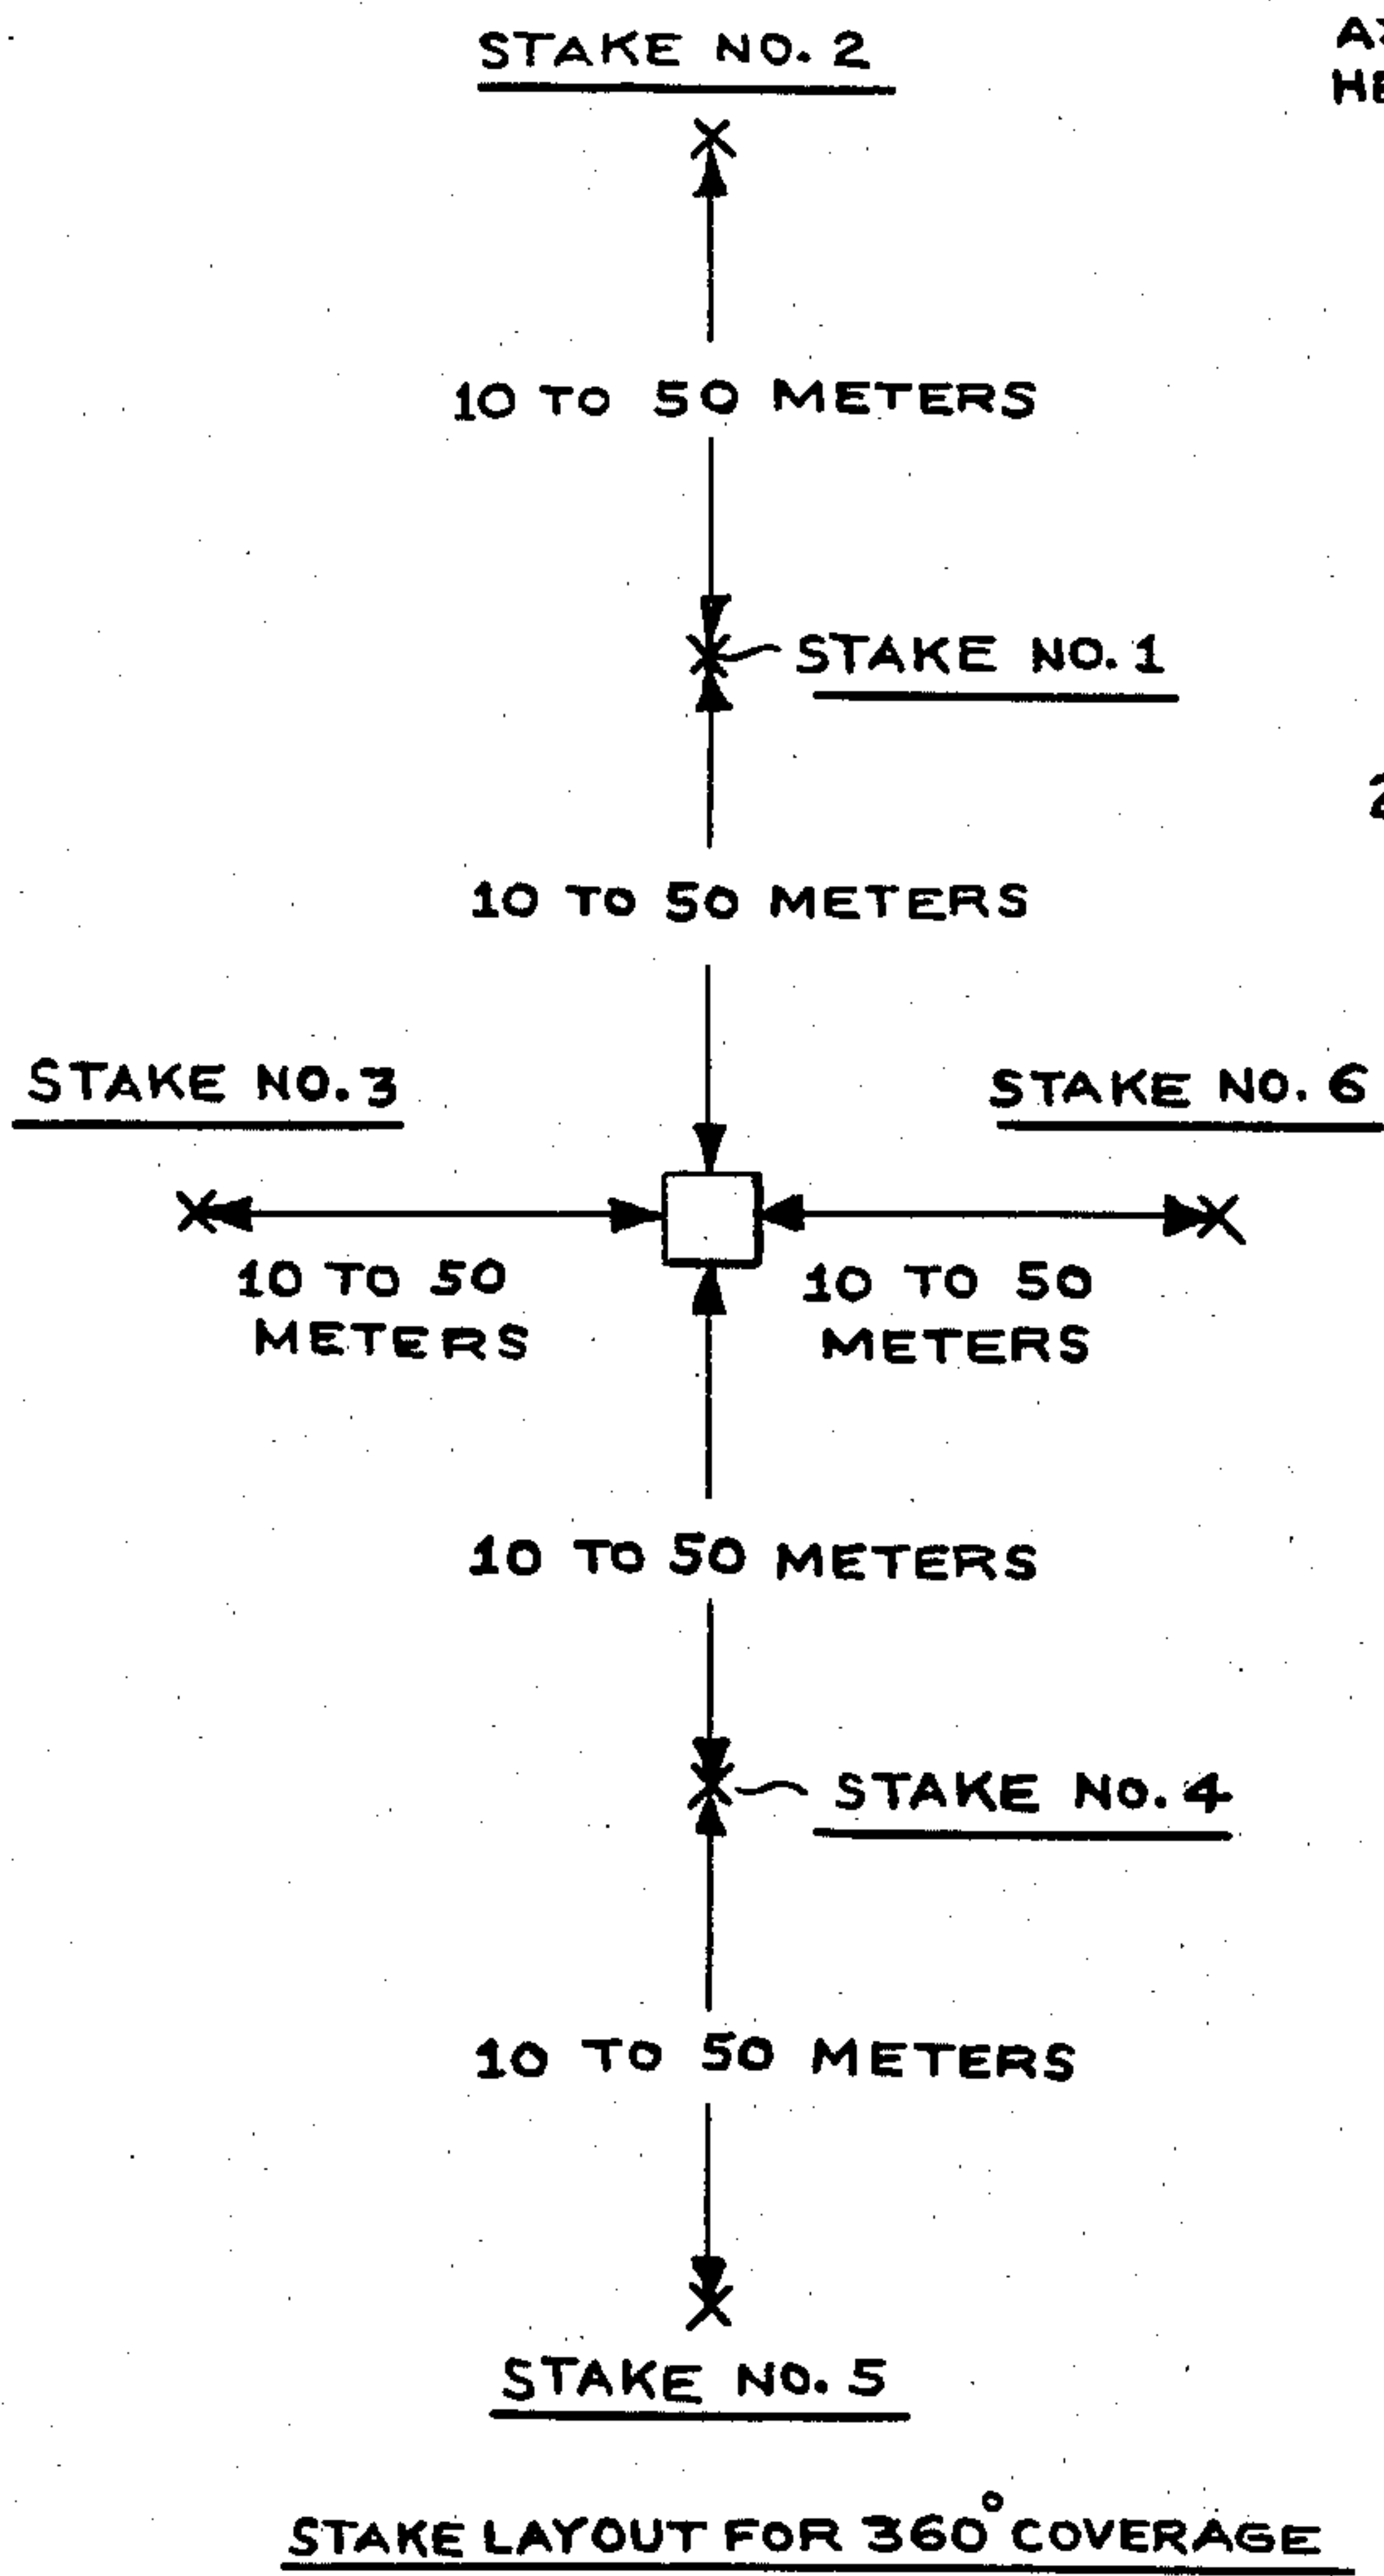 STAKE NO. 2
10 TO 50 METERS
STAKE NO. 1
10 TO 50 METERS
STAKE NO. 3
STAKE NO. 6
10 TO 50
METERS
10 TO 50
METERS
10 TO 50 METERS
STAKE NO. 4
10 TO 50 METERS
STAKE NO. 5
STAKE LAYOUT FOR 360° COVERAGE